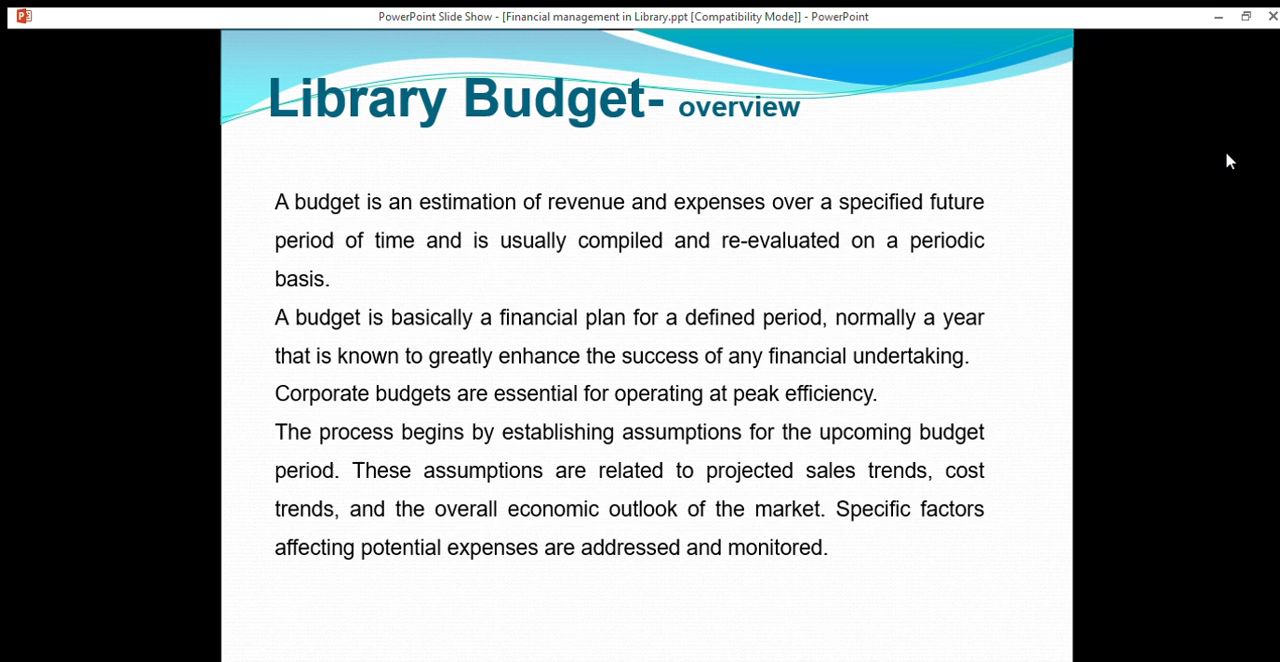 PowerPoint Slide Show - [Financial management in Library.ppt [Compatibility Mode]] - PowerPoint
Library Budget- overview
A budget is an estimation of revenue and expenses over a specified future
period of time and is usually compiled and re-evaluated on a periodic
basis.
A budget is basically a financial plan for a defined period, normally a year
that is known to greatly enhance the success of any financial undertaking.
Corporate budgets are essential for operating at peak efficiency.
The process begins by establishing assumptions for the upcoming budget
period. These assumptions are related to projected sales trends, cost
trends, and the overall economic outlook of the market. Specific factors
affecting potential expenses are addressed and monitored.